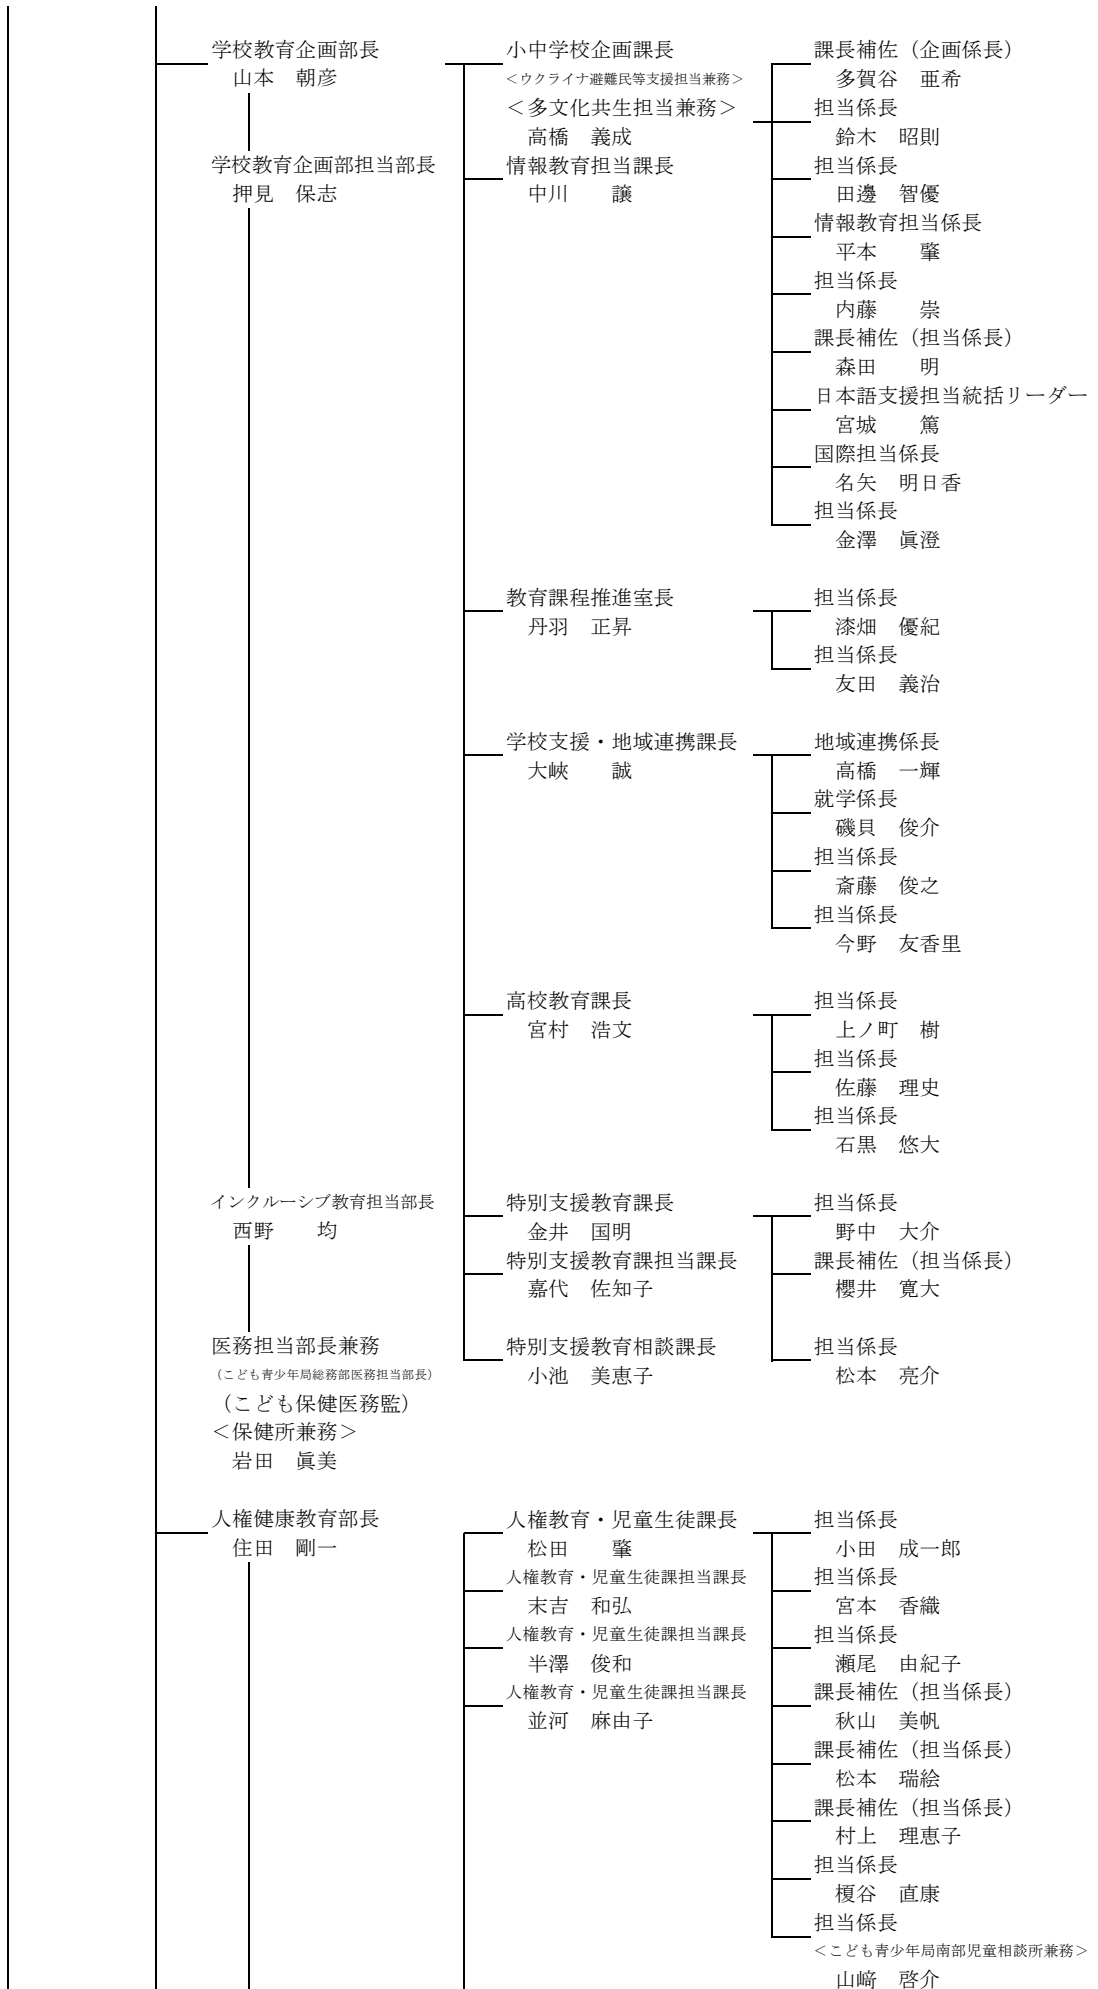 学校教育企画部長
山本　朝彦
学校教育企画部担当部長
押見　保志
小中学校企画課長
＜ウクライナ避難民等支援担当兼務＞
＜多文化共生担当兼務＞
高橋　義成
情報教育担当課長
中川　　譲
課長補佐（企画係長）
多賀谷　亜希
担当係長
鈴木　昭則
担当係長
田邊　智優
情報教育担当係長
平本　　肇
担当係長
内藤　　崇
課長補佐（担当係長）
森田　　明
日本語支援担当統括リーダー
宮城　　篤
国際担当係長
名矢　明日香
担当係長
金澤　眞澄
教育課程推進室長
丹羽　正昇
担当係長
漆畑　優紀
担当係長
友田　義治
学校支援・地域連携課長
大峽　　誠
地域連携係長
高橋　一輝
就学係長
磯貝　俊介
担当係長
斎藤　俊之
担当係長
今野　友香里
高校教育課長
宮村　浩文
担当係長
上ノ町　樹
担当係長
佐藤　理史
担当係長
石黒　悠大
インクルーシブ教育担当部長
西野　　均
特別支援教育課長
金井　国明
特別支援教育課担当課長
嘉代　佐知子
担当係長
野中　大介
課長補佐（担当係長）
櫻井　寛大
医務担当部長兼務
（こども青少年局総務部医務担当部長）
（こども保健医務監）
＜保健所兼務＞
岩田　眞美
特別支援教育相談課長
小池　美恵子
担当係長
松本　亮介
人権健康教育部長
住田　剛一
人権教育・児童生徒課長
松田　　肇
人権教育・児童生徒課担当課長
末吉　和弘
人権教育・児童生徒課担当課長
半澤　俊和
人権教育・児童生徒課担当課長
並河　麻由子
担当係長
小田　成一郎
担当係長
宮本　香織
担当係長
瀬尾　由紀子
課長補佐（担当係長）
秋山　美帆
課長補佐（担当係長）
松本　瑞絵
課長補佐（担当係長）
村上　理恵子
担当係長
榎谷　直康
担当係長
＜こども青少年局南部児童相談所兼務＞
山﨑　啓介